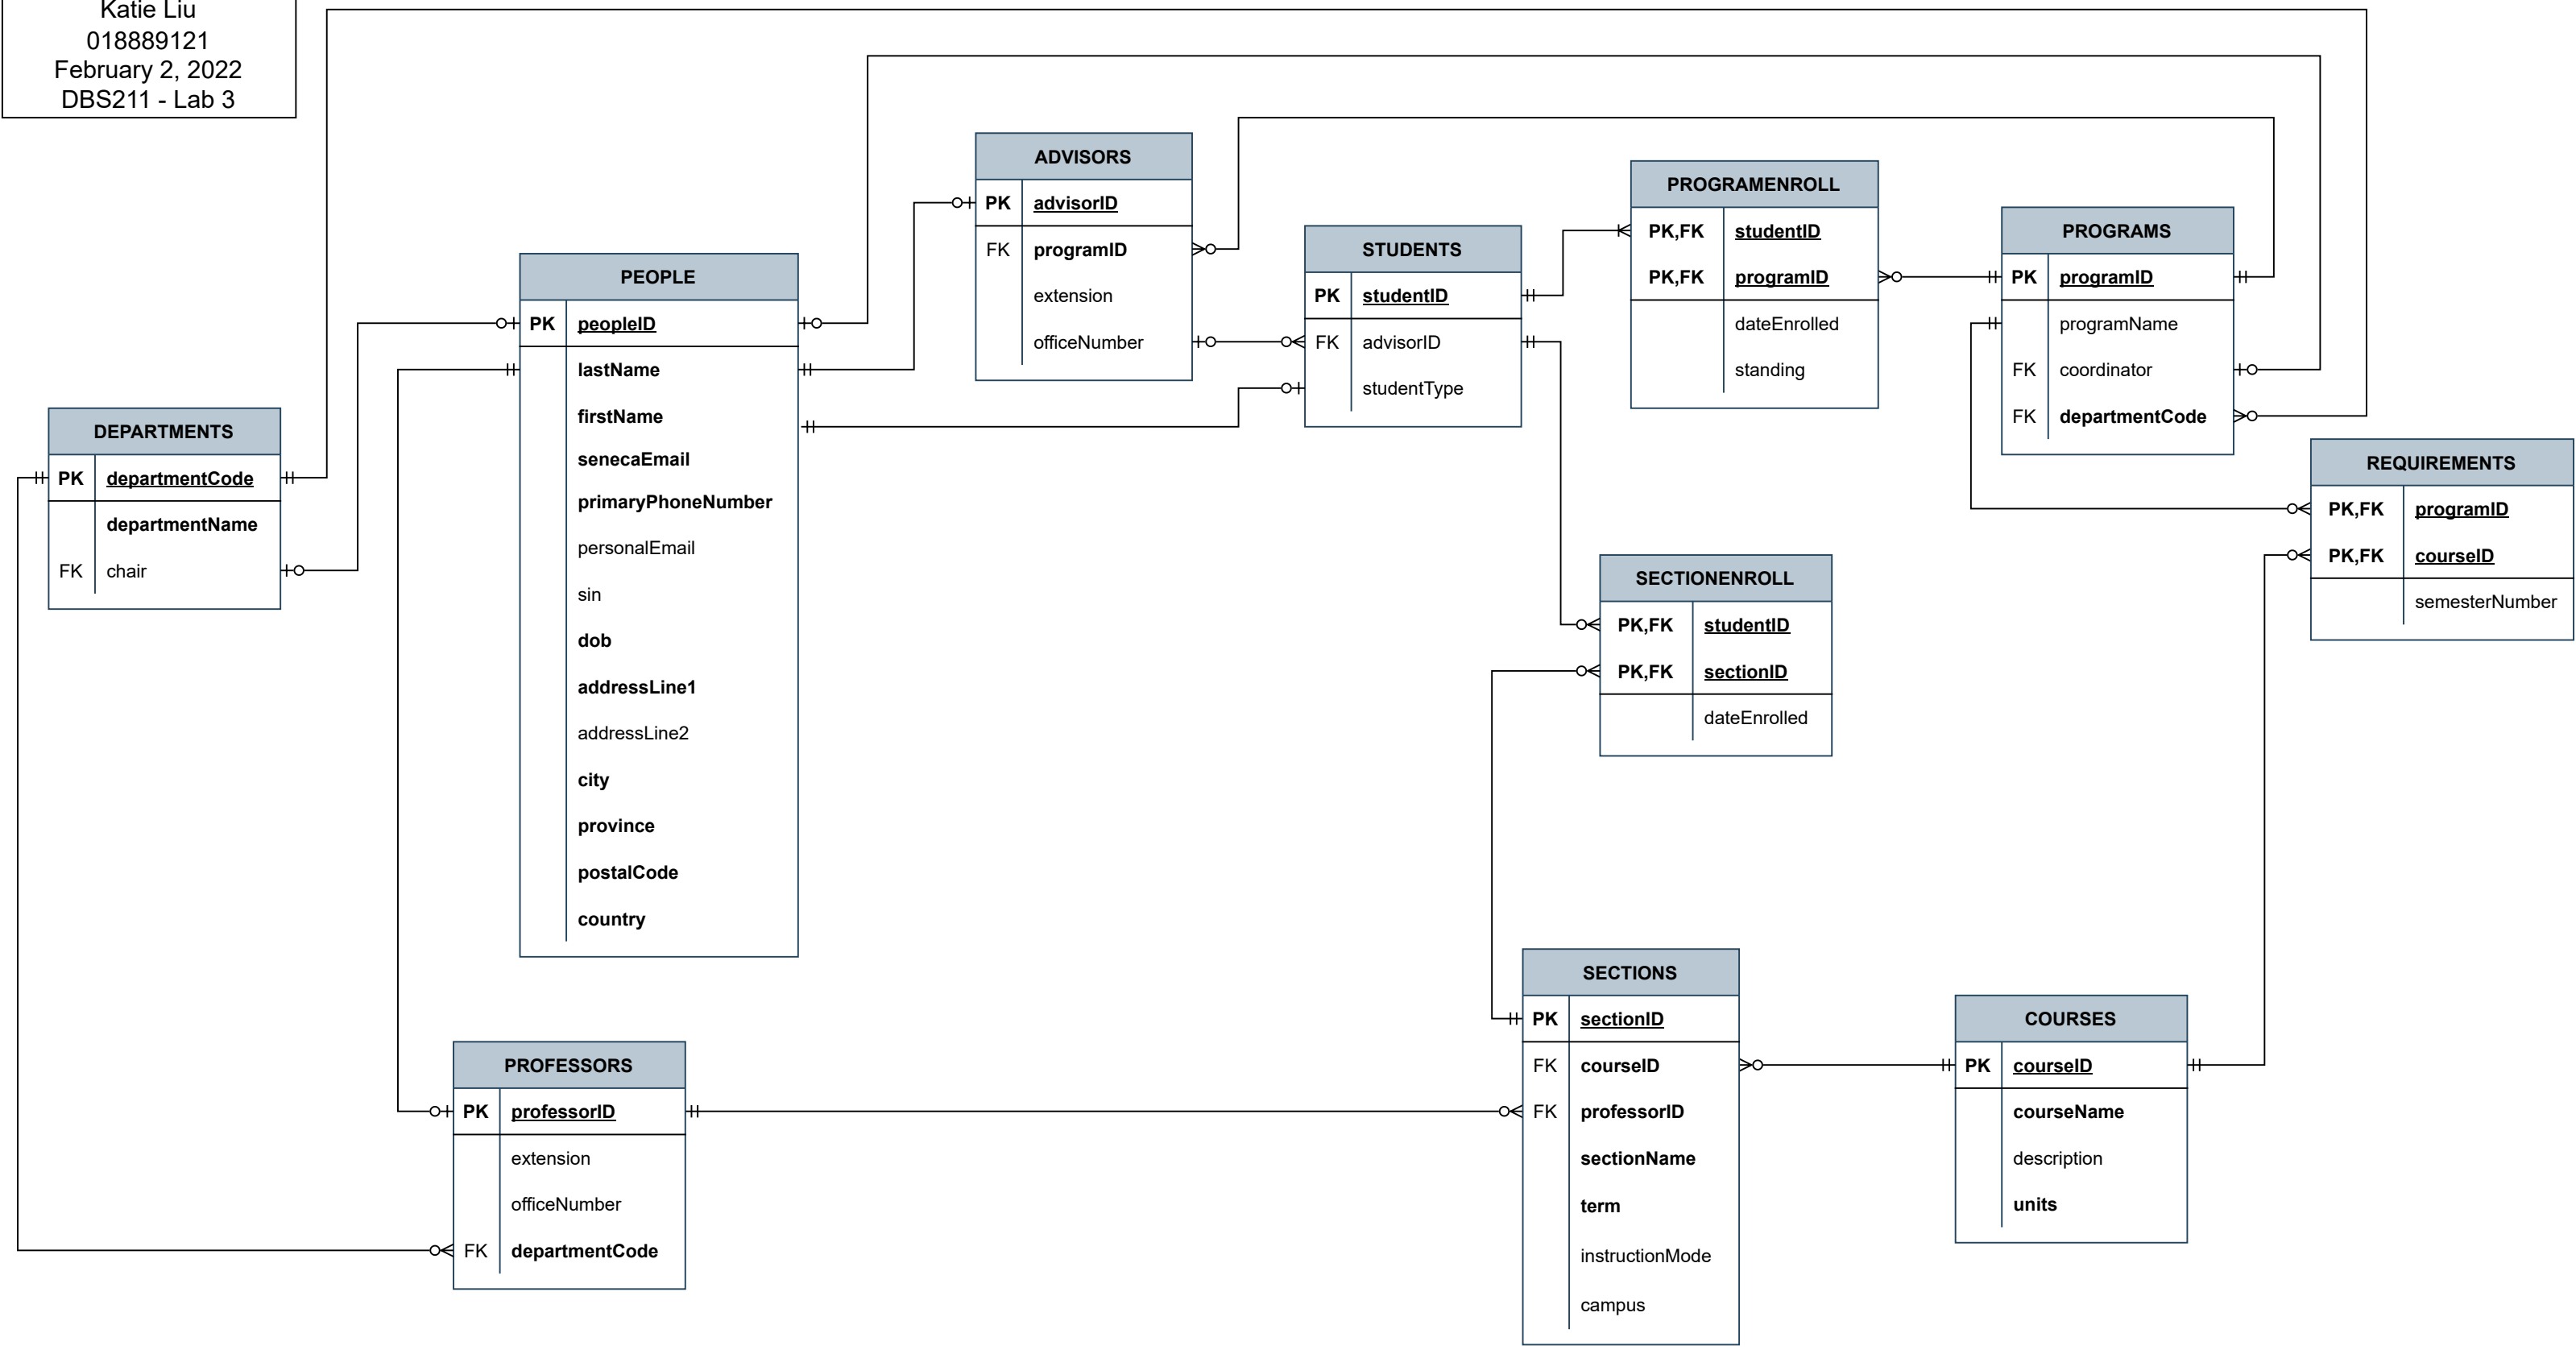 Katie Liu
018889121
February 2, 2022
DBS211 - Lab 3
DEPARTMENTS
PK departmentCode
departmentName
FK chair
PEOPLE
PK peopleID
lastName
firstName
senecaEmail
primaryPhoneNumber
personalEmail
sin
dob
addressLine1
addressLine2
city
province
postalCode
country
PROFESSORS
PK professorID
extension
officeNumber
FK departmentCode
ADVISORS
PK advisorID
FK programID
extension
officeNumber
STUDENTS
PK studentID
FK advisorID
studentType
PROGRAMENROLL
PK,FK studentID
PK,FK programID
dateEnrolled
standing
PROGRAMS
PK programID
programName
FK coordinator
FK departmentCode
REQUIREMENTS
PK,FK programID
PK,FK courseID
semesterNumber
SECTIONENROLL
PK,FK studentID
PK,FK sectionID
dateEnrolled
SECTIONS
PK sectionID
FK courseID
FK professorID
sectionName
term
instructionMode
campus
COURSES
PK courseID
courseName
description
units